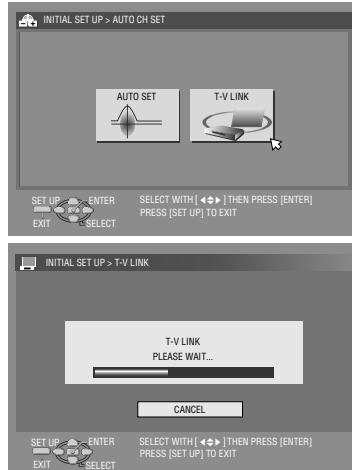 INITIAL SET UP > AUTO CH SET
AUTO SET
T-V LINK
SET UP
ENTER
EXIT
SELECT
SELECT WITH [ ◀◆▶ ] THEN PRESS [ENTER]
PRESS [SET UP] TO EXIT
INITIAL SET UP > T-V LINK
T-V LINK
PLEASE WAIT...
CANCEL
SET UP
ENTER
EXIT
SELECT
SELECT WITH [ ◀◆▶ ] THEN PRESS [ENTER]
PRESS [SET UP] TO EXIT